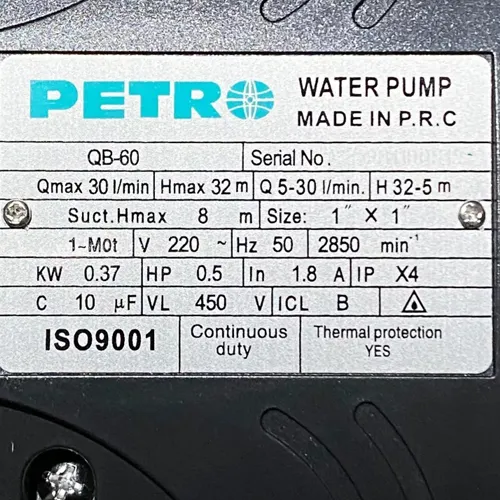 PETRO WATER PUMP
MADE IN P.R.C
QB-60 Serial No.
Qmax 30 l/min Hmax 32 m Q 5-30 l/min. H 32-5 m
Suct.Hmax 8 m Size: 1" × 1"
1~Mot V 220 ~ Hz 50 2850 min⁻¹
KW 0.37 HP 0.5 In 1.8 A IP X4
C 10 μF VL 450 V ICL B
ISO9001 Continuous duty Thermal protection YES